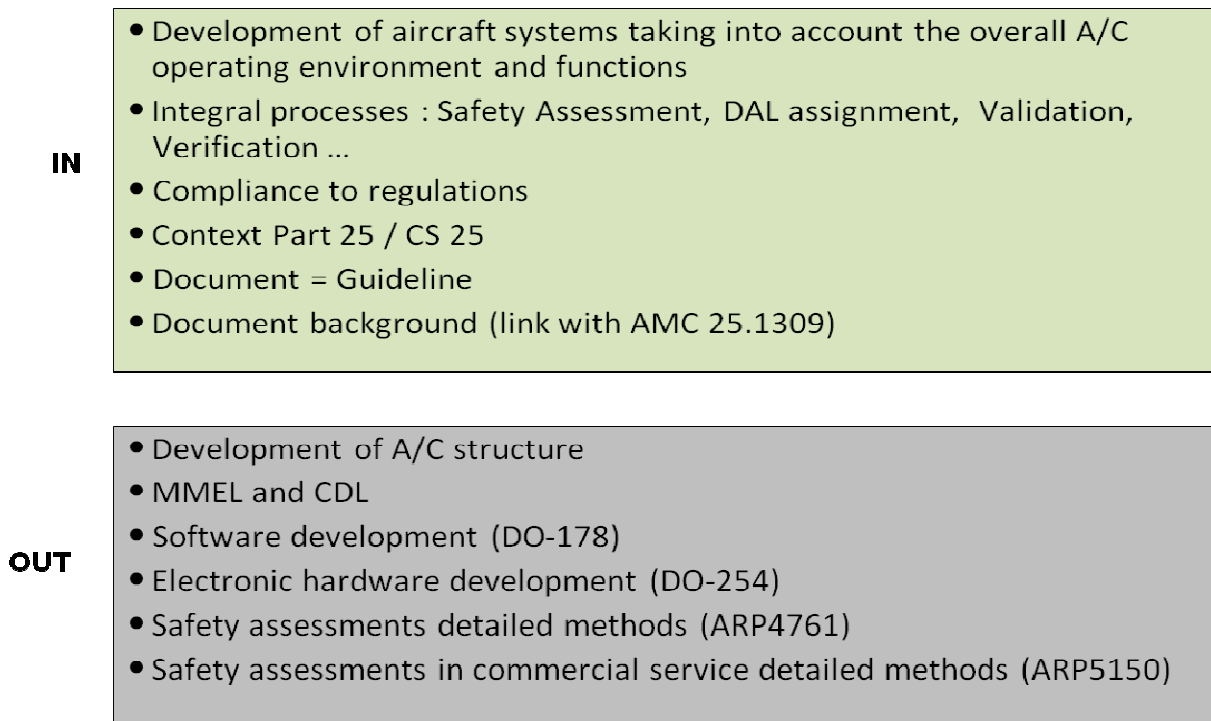 • Development of aircraft systems taking into account the overall A/C
operating environment and functions
• Integral processes : Safety Assessment, DAL assignment, Validation,
Verification ...
IN
• Compliance to regulations
• Context Part 25 / CS 25
• Document = Guideline
• Document background (link with AMC 25.1309)
• Development of A/C structure
• MMEL and CDL
• Software development (DO-178)
OUT
• Electronic hardware development (DO-254)
• Safety assessments detailed methods (ARP4761)
• Safety assessments in commercial service detailed methods (ARP5150)